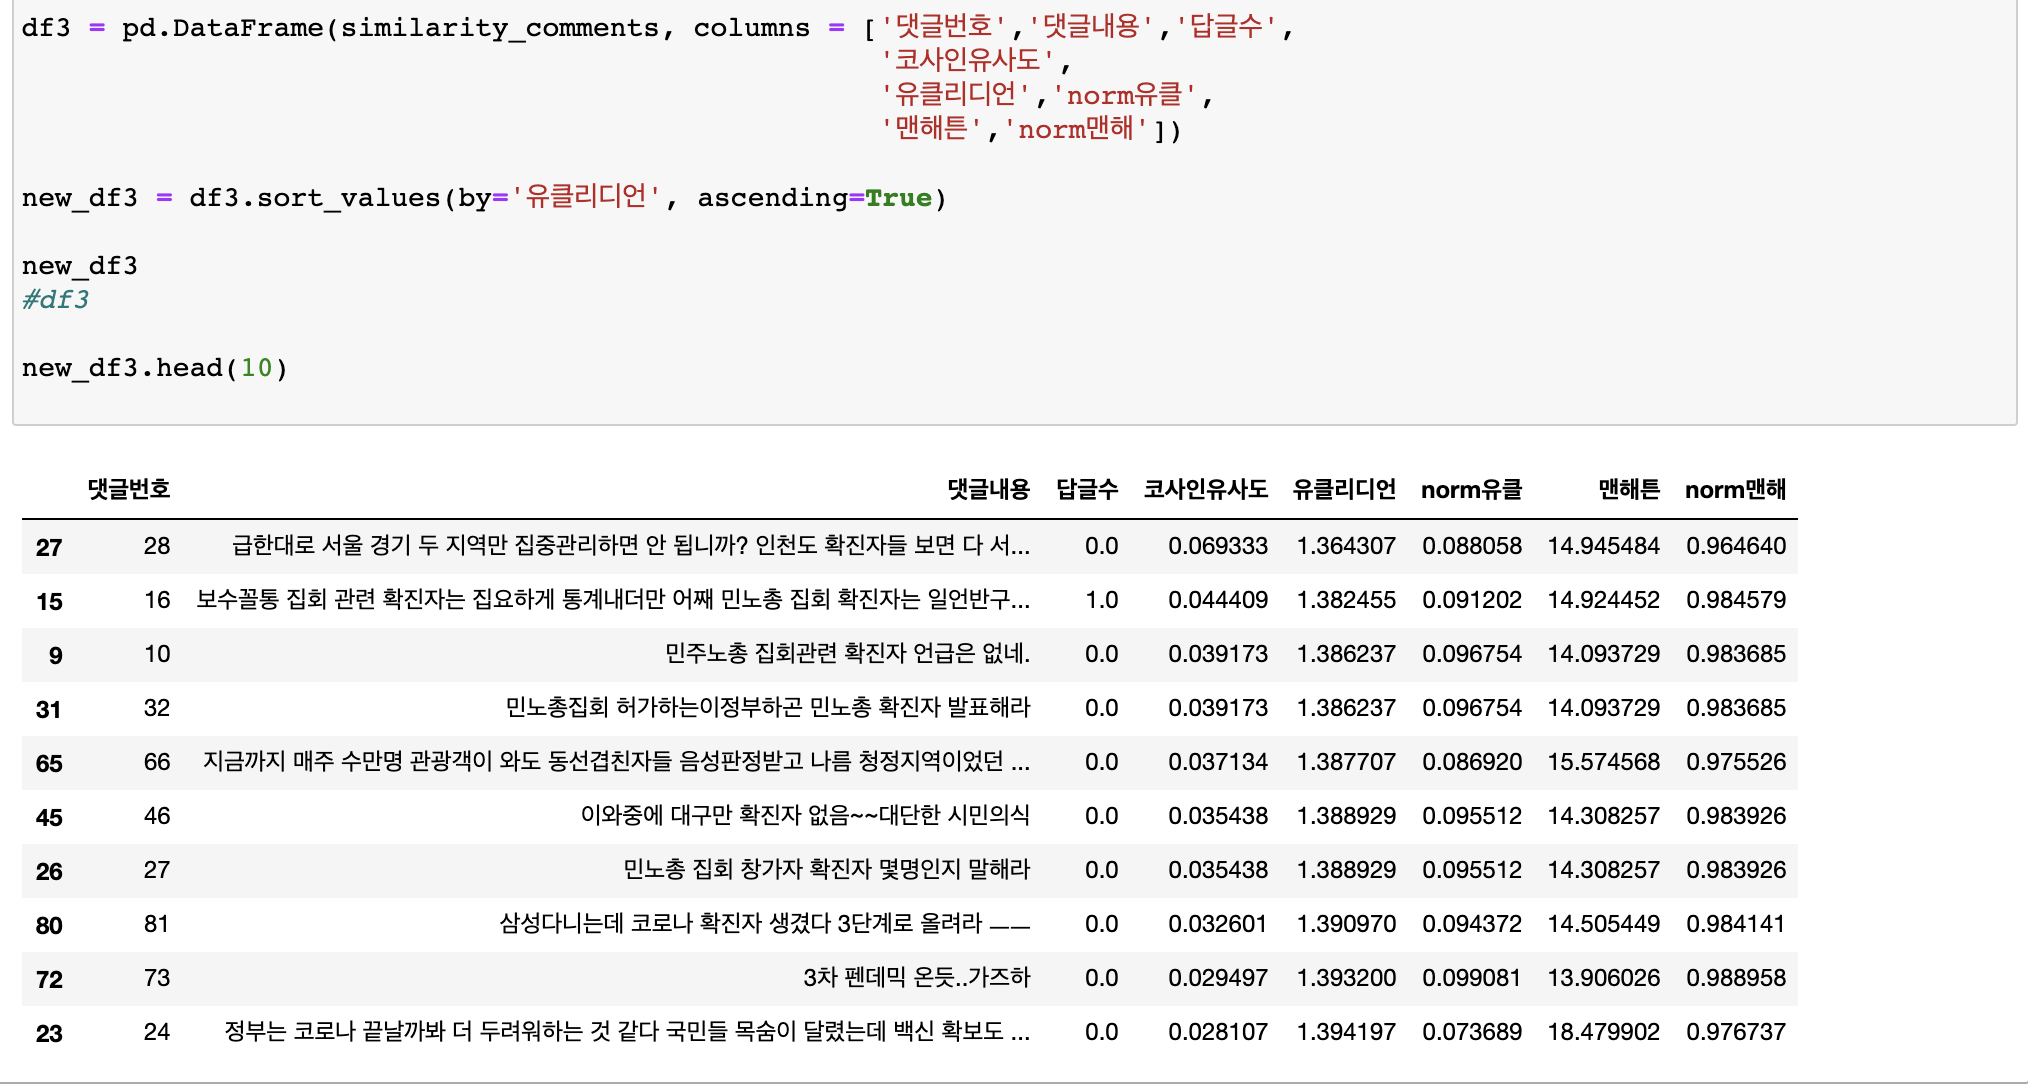 df3 = pd.DataFrame(similarity_comments, columns = ['댓글번호','댓글내용','답글수',
'코사인유사도',
'유클리디언','norm유클',
'맨해튼','norm맨해'])
new_df3 = df3.sort_values(by='유클리디언', ascending=True)
new_df3
#df3
new_df3.head(10)
댓글번호 댓글내용 답글수 코사인유사도 유클리디언 norm유클 맨해튼 norm맨해
27 28 급한대로 서울 경기 두 지역만 집중관리하면 안 됩니까? 인천도 확진자들 보면 다 서... 0.0 0.069333 1.364307 0.088058 14.945484 0.964640
15 16 보수꼴통 집회 관련 확진자는 집요하게 통계내더만 어째 민노총 집회 확진자는 일언반구... 1.0 0.044409 1.382455 0.091202 14.924452 0.984579
9 10 민주노총 집회관련 확진자 언급은 없네. 0.0 0.039173 1.386237 0.096754 14.093729 0.983685
31 32 민노총집회 허가하는이정부하곤 민노총 확진자 발표해라 0.0 0.039173 1.386237 0.096754 14.093729 0.983685
65 66 지금까지 매주 수만명 관광객이 와도 동선겹친자들 음성판정받고 나름 청정지역이었던 ... 0.0 0.037134 1.387707 0.086920 15.574568 0.975526
45 46 이와중에 대구만 확진자 없음~~대단한 시민의식 0.0 0.035438 1.388929 0.095512 14.308257 0.983926
26 27 민노총 집회 창가자 확진자 몇명인지 말해라 0.0 0.035438 1.388929 0.095512 14.308257 0.983926
80 81 삼성다니는데 코로나 확진자 생겼다 3단계로 올려라 ㅡㅡ 0.0 0.032601 1.390970 0.094372 14.505449 0.984141
72 73 3차 펜데믹 온듯..가즈하 0.0 0.029497 1.393200 0.099081 13.906026 0.988958
23 24 정부는 코로나 끝날까봐 더 두려워하는 것 같다 국민들 목숨이 달렸는데 백신 확보도 ... 0.0 0.028107 1.394197 0.073689 18.479902 0.976737